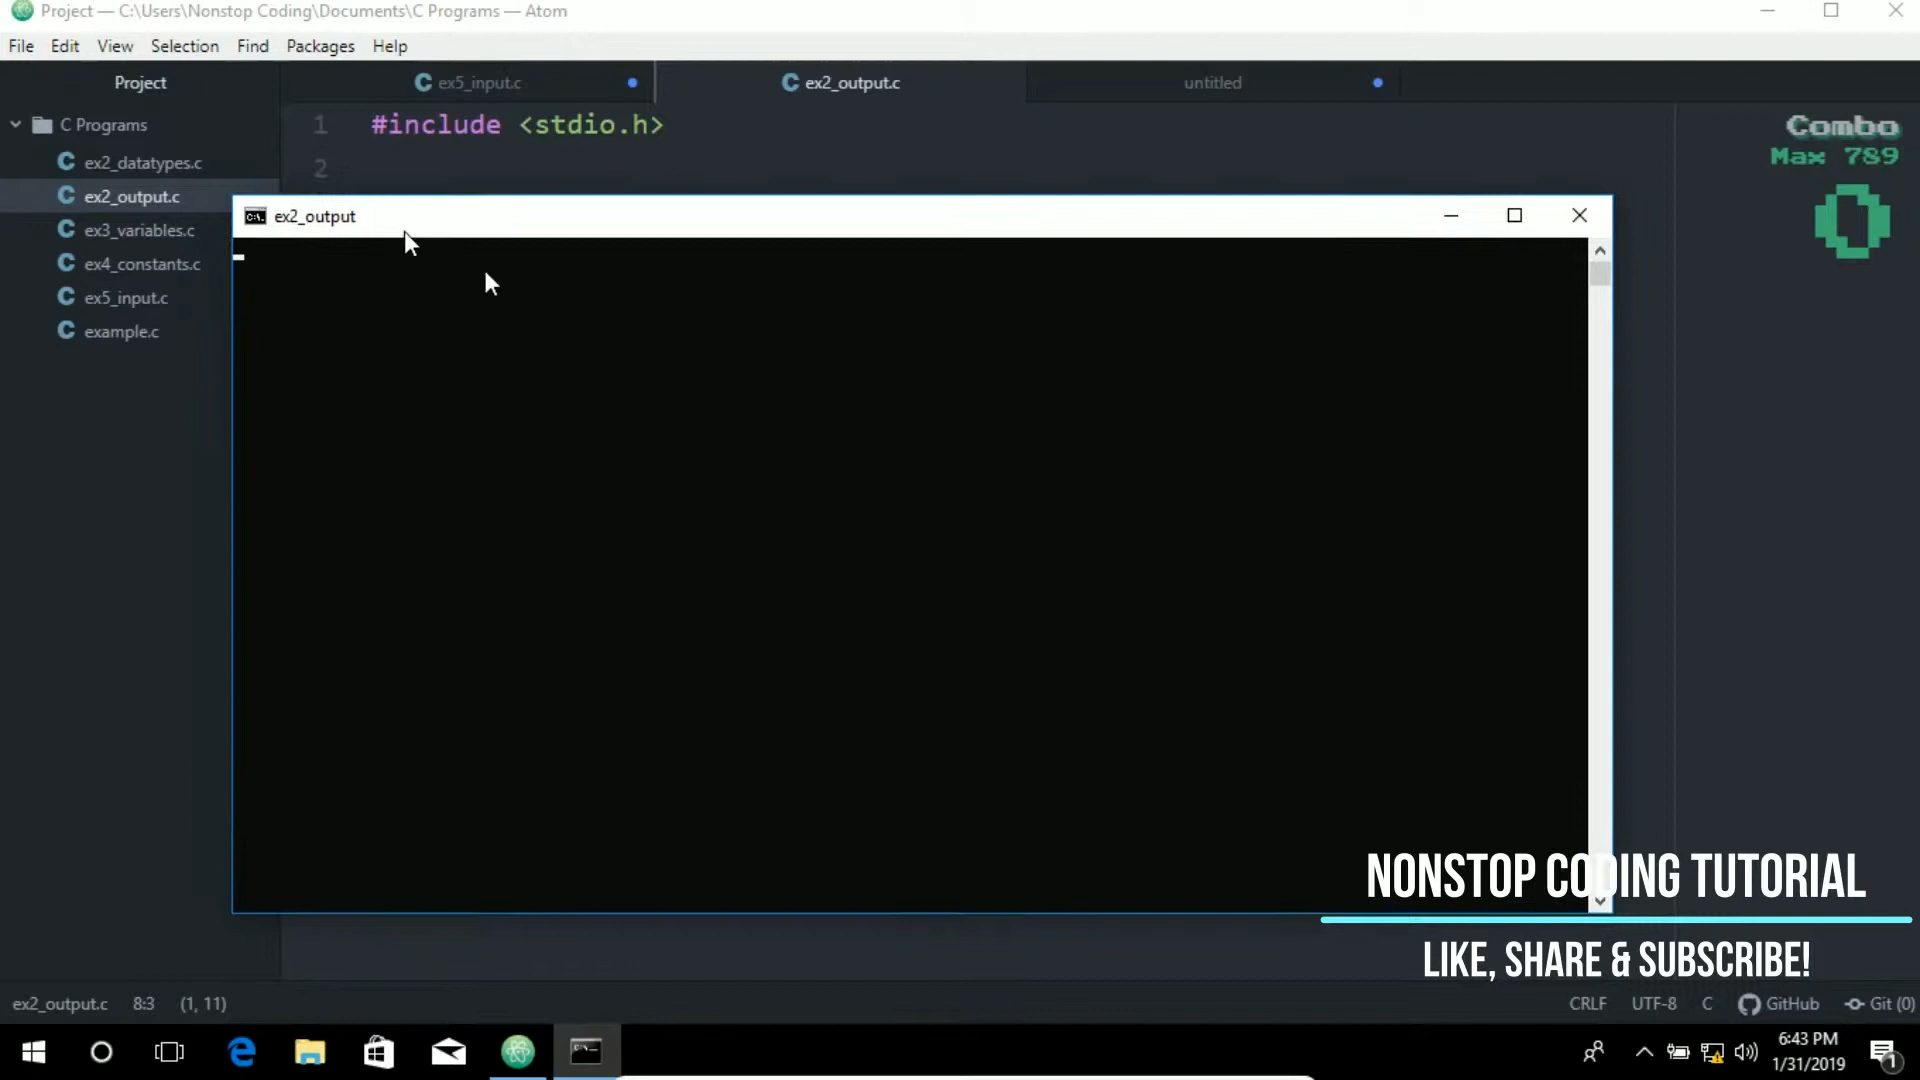 Project — C:\Users\Nonstop Coding\Documents\C Programs — Atom
File Edit View Selection Find Packages Help
Project
C ex5_input.c
C ex2_output.c
untitled
C Programs
C ex2_datatypes.c
C ex2_output.c
C ex3_variables.c
C ex4_constants.c
C ex5_input.c
C example.c
1 #include <stdio.h>
2
Combo
Max 789
0
C:\. ex2_output
NONSTOP CODING TUTORIAL
LIKE, SHARE & SUBSCRIBE!
ex2_output.c 8:3 (1, 11)
CRLF UTF-8 C GitHub Git (0)
6:43 PM
1/31/2019
1